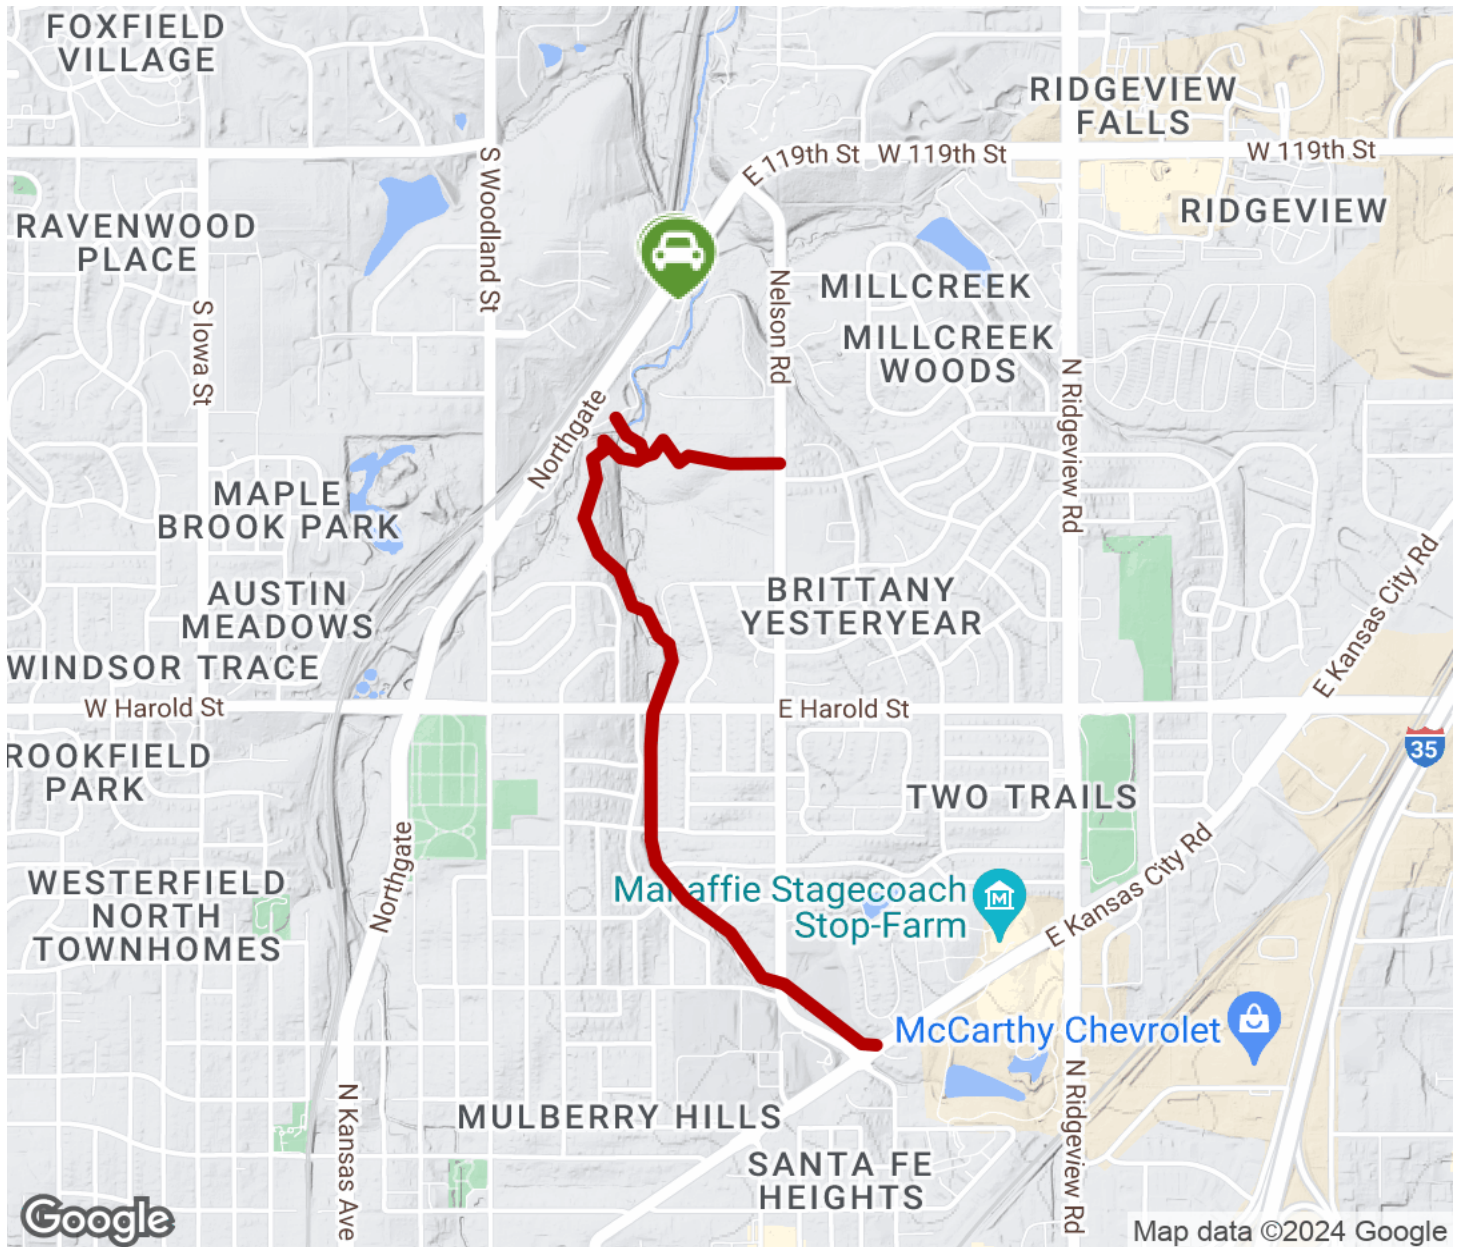 FOXFIELD
VILLAGE
RIDGEVIEW
FALLS
E 119th St
W 119th St
W 119th St
S Woodland St
RAVENWOOD
PLACE
RIDGEVIEW
S Iowa St
Nelson Rd
MILLCREEK
MILLCREEK
WOODS
N Ridgeview Rd
Northgate
MAPLE
BROOK PARK
AUSTIN
MEADOWS
BRITTANY
YESTERYEAR
E Kansas City Rd
WINDSOR TRACE
W Harold St
E Harold St
ROOKFIELD
PARK
35
TWO TRAILS
Northgate
WESTERFIELD
NORTH
TOWNHOMES
Mahaffie Stagecoach
Stop-Farm
M
E Kansas City Rd
McCarthy Chevrolet
N Kansas Ave
N Ridgeview Rd
MULBERRY HILLS
SANTA FE
HEIGHTS
Google
Map data ©2024 Google